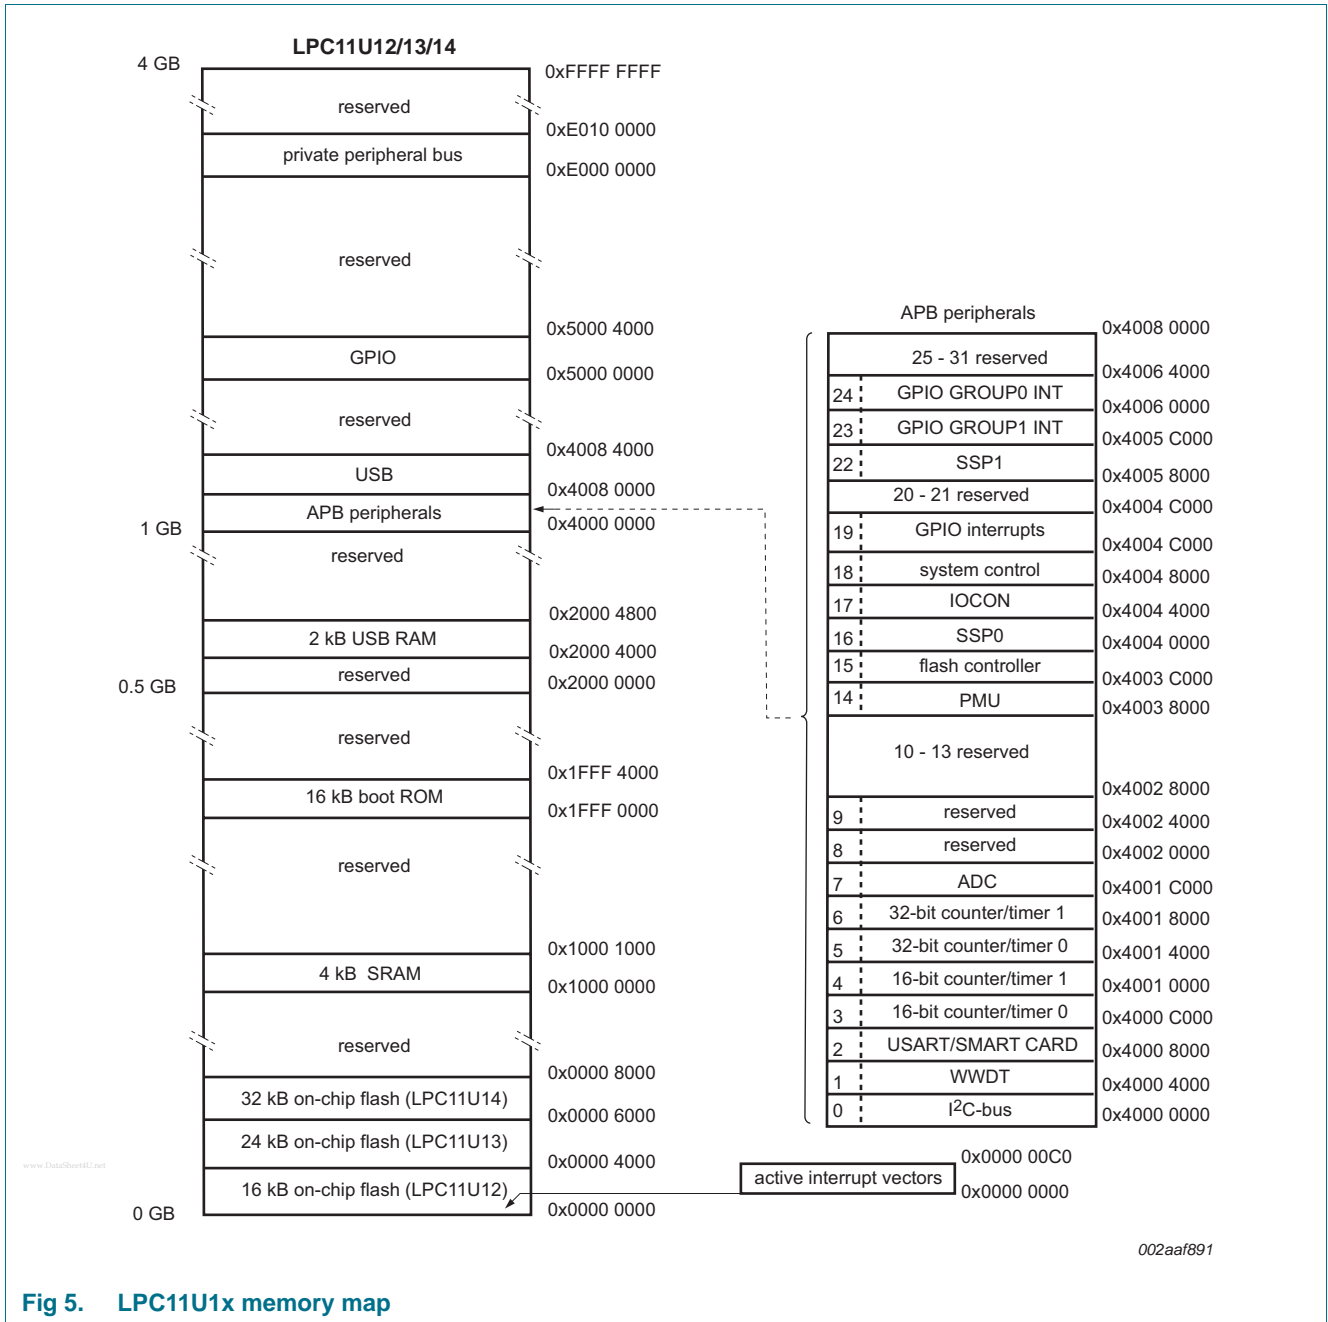 LPC11U12/13/14
4 GB
0xFFFF FFFF
reserved
0xE010 0000
private peripheral bus
0xE000 0000
reserved
0x5000 4000
GPIO
0x5000 0000
reserved
0x4008 4000
USB
0x4008 0000
APB peripherals
1 GB
0x4000 0000
reserved
0x2000 4800
2 kB USB RAM
0x2000 4000
reserved
0.5 GB
0x2000 0000
reserved
0x1FFF 4000
16 kB boot ROM
0x1FFF 0000
reserved
0x1000 1000
4 kB SRAM
0x1000 0000
reserved
0x0000 8000
32 kB on-chip flash (LPC11U14)
0x0000 6000
24 kB on-chip flash (LPC11U13)
0x0000 4000
16 kB on-chip flash (LPC11U12)
0 GB
0x0000 0000
APB peripherals
0x4008 0000
25 - 31 reserved
0x4006 4000
24 GPIO GROUP0 INT
0x4006 0000
23 GPIO GROUP1 INT
0x4005 C000
22 SSP1
0x4005 8000
20 - 21 reserved
0x4004 C000
19 GPIO interrupts
0x4004 C000
18 system control
0x4004 8000
17 IOCON
0x4004 4000
16 SSP0
0x4004 0000
15 flash controller
0x4003 C000
14 PMU
0x4003 8000
10 - 13 reserved
0x4002 8000
9 reserved
0x4002 4000
8 reserved
0x4002 0000
7 ADC
0x4001 C000
6 32-bit counter/timer 1
0x4001 8000
5 32-bit counter/timer 0
0x4001 4000
4 16-bit counter/timer 1
0x4001 0000
3 16-bit counter/timer 0
0x4000 C000
2 USART/SMART CARD
0x4000 8000
1 WWDT
0x4000 4000
0 I2C-bus
0x4000 0000
0x0000 00C0
active interrupt vectors
0x0000 0000
www.DataSheet4U.net
002aaf891
Fig 5. LPC11U1x memory map